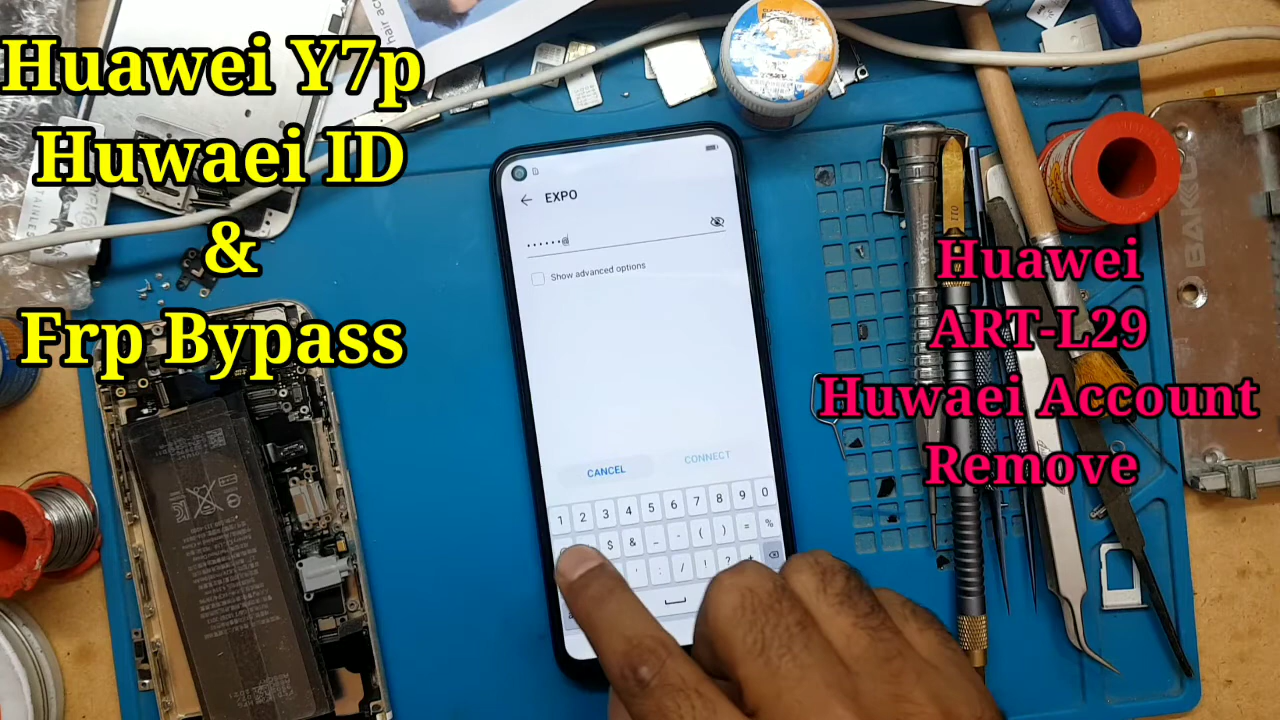 Huawei Y7p
Huwaei ID
&
Frp Bypass
Huawei
ART-L29
Huwaei Account
Remove
EXPO
Show advanced options
CANCEL
CONNECT
1 2 3 4 5 6 7 8 9 0
$ & _ - ( ) = %
' : / ! ?
hair
BAKU